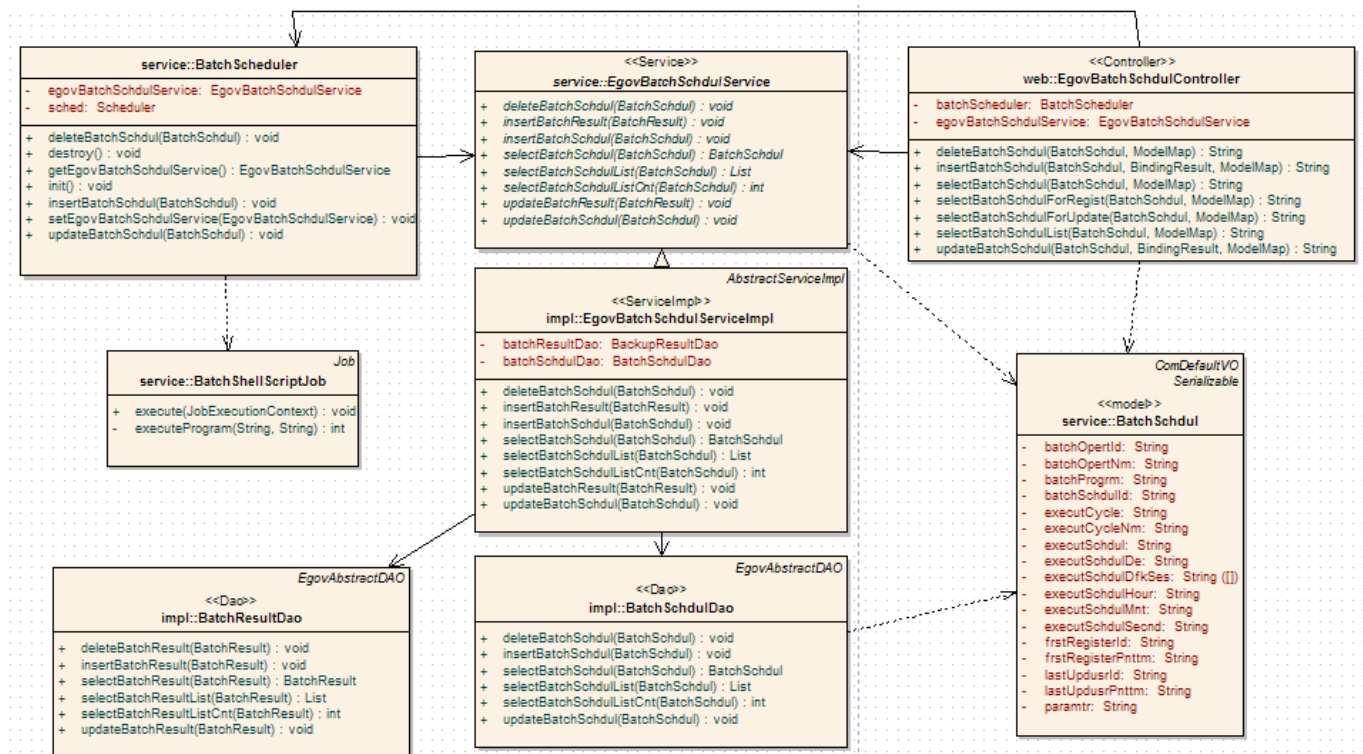 service::BatchScheduler
- egovBatchSchdulService: EgovBatchSchdulService
- sched: Scheduler
+ deleteBatchSchdul(BatchSchdul) : void
+ destroy() : void
+ getEgovBatchSchdulService() : EgovBatchSchdulService
+ init() : void
+ insertBatchSchdul(BatchSchdul) : void
+ setEgovBatchSchdulService(EgovBatchSchdulService) : void
+ updateBatchSchdul(BatchSchdul) : void
<<Service>>
service::EgovBatchSchdulService
+ deleteBatchSchdul(BatchSchdul) : void
+ insertBatchResult(BatchResult) : void
+ insertBatchSchdul(BatchSchdul) : void
+ selectBatchSchdul(BatchSchdul) : BatchSchdul
+ selectBatchSchdulList(BatchSchdul) : List
+ selectBatchSchdulListCnt(BatchSchdul) : int
+ updateBatchResult(BatchResult) : void
+ updateBatchSchdul(BatchSchdul) : void
<<Controller>>
web::EgovBatchSchdulController
- batchScheduler: BatchScheduler
- egovBatchSchdulService: EgovBatchSchdulService
+ deleteBatchSchdul(BatchSchdul, ModelMap) : String
+ insertBatchSchdul(BatchSchdul, BindingResult, ModelMap) : String
+ selectBatchSchdul(BatchSchdul, ModelMap) : String
+ selectBatchSchdulForRegist(BatchSchdul, ModelMap) : String
+ selectBatchSchdulForUpdate(BatchSchdul, ModelMap) : String
+ selectBatchSchdulList(BatchSchdul, ModelMap) : String
+ updateBatchSchdul(BatchSchdul, BindingResult, ModelMap) : String
Job
service::BatchShellScriptJob
+ execute(JobExecutionContext) : void
- executeProgram(String, String) : int
AbstractServiceImpl
<<ServiceImpl>>
impl::EgovBatchSchdulServiceImpl
- batchResultDao: BackupResultDao
- batchSchdulDao: BatchSchdulDao
+ deleteBatchSchdul(BatchSchdul) : void
+ insertBatchResult(BatchResult) : void
+ insertBatchSchdul(BatchSchdul) : void
+ selectBatchSchdul(BatchSchdul) : BatchSchdul
+ selectBatchSchdulList(BatchSchdul) : List
+ selectBatchSchdulListCnt(BatchSchdul) : int
+ updateBatchResult(BatchResult) : void
+ updateBatchSchdul(BatchSchdul) : void
ComDefaultVO
Serializable
<<model>>
service::BatchSchdul
- batchOpertId: String
- batchOpertNm: String
- batchProgrm: String
- batchSchdulId: String
- executCycle: String
- executCycleNm: String
- executSchdul: String
- executSchdulDe: String
- executSchdulDfkSes: String ([])
- executSchdulHour: String
- executSchdulMnt: String
- executSchdulSecnd: String
- frstRegisterId: String
- frstRegisterPnttm: String
- lastUpdusrId: String
- lastUpdusrPnttm: String
- paramtr: String
EgovAbstractDAO
<<Dao>>
impl::BatchResultDao
+ deleteBatchResult(BatchResult) : void
+ insertBatchResult(BatchResult) : void
+ selectBatchResult(BatchResult) : BatchResult
+ selectBatchResultList(BatchResult) : List
+ selectBatchResultListCnt(BatchResult) : int
+ updateBatchResult(BatchResult) : void
EgovAbstractDAO
<<Dao>>
impl::BatchSchdulDao
+ deleteBatchSchdul(BatchSchdul) : void
+ insertBatchSchdul(BatchSchdul) : void
+ selectBatchSchdul(BatchSchdul) : BatchSchdul
+ selectBatchSchdulList(BatchSchdul) : List
+ selectBatchSchdulListCnt(BatchSchdul) : int
+ updateBatchSchdul(BatchSchdul) : void